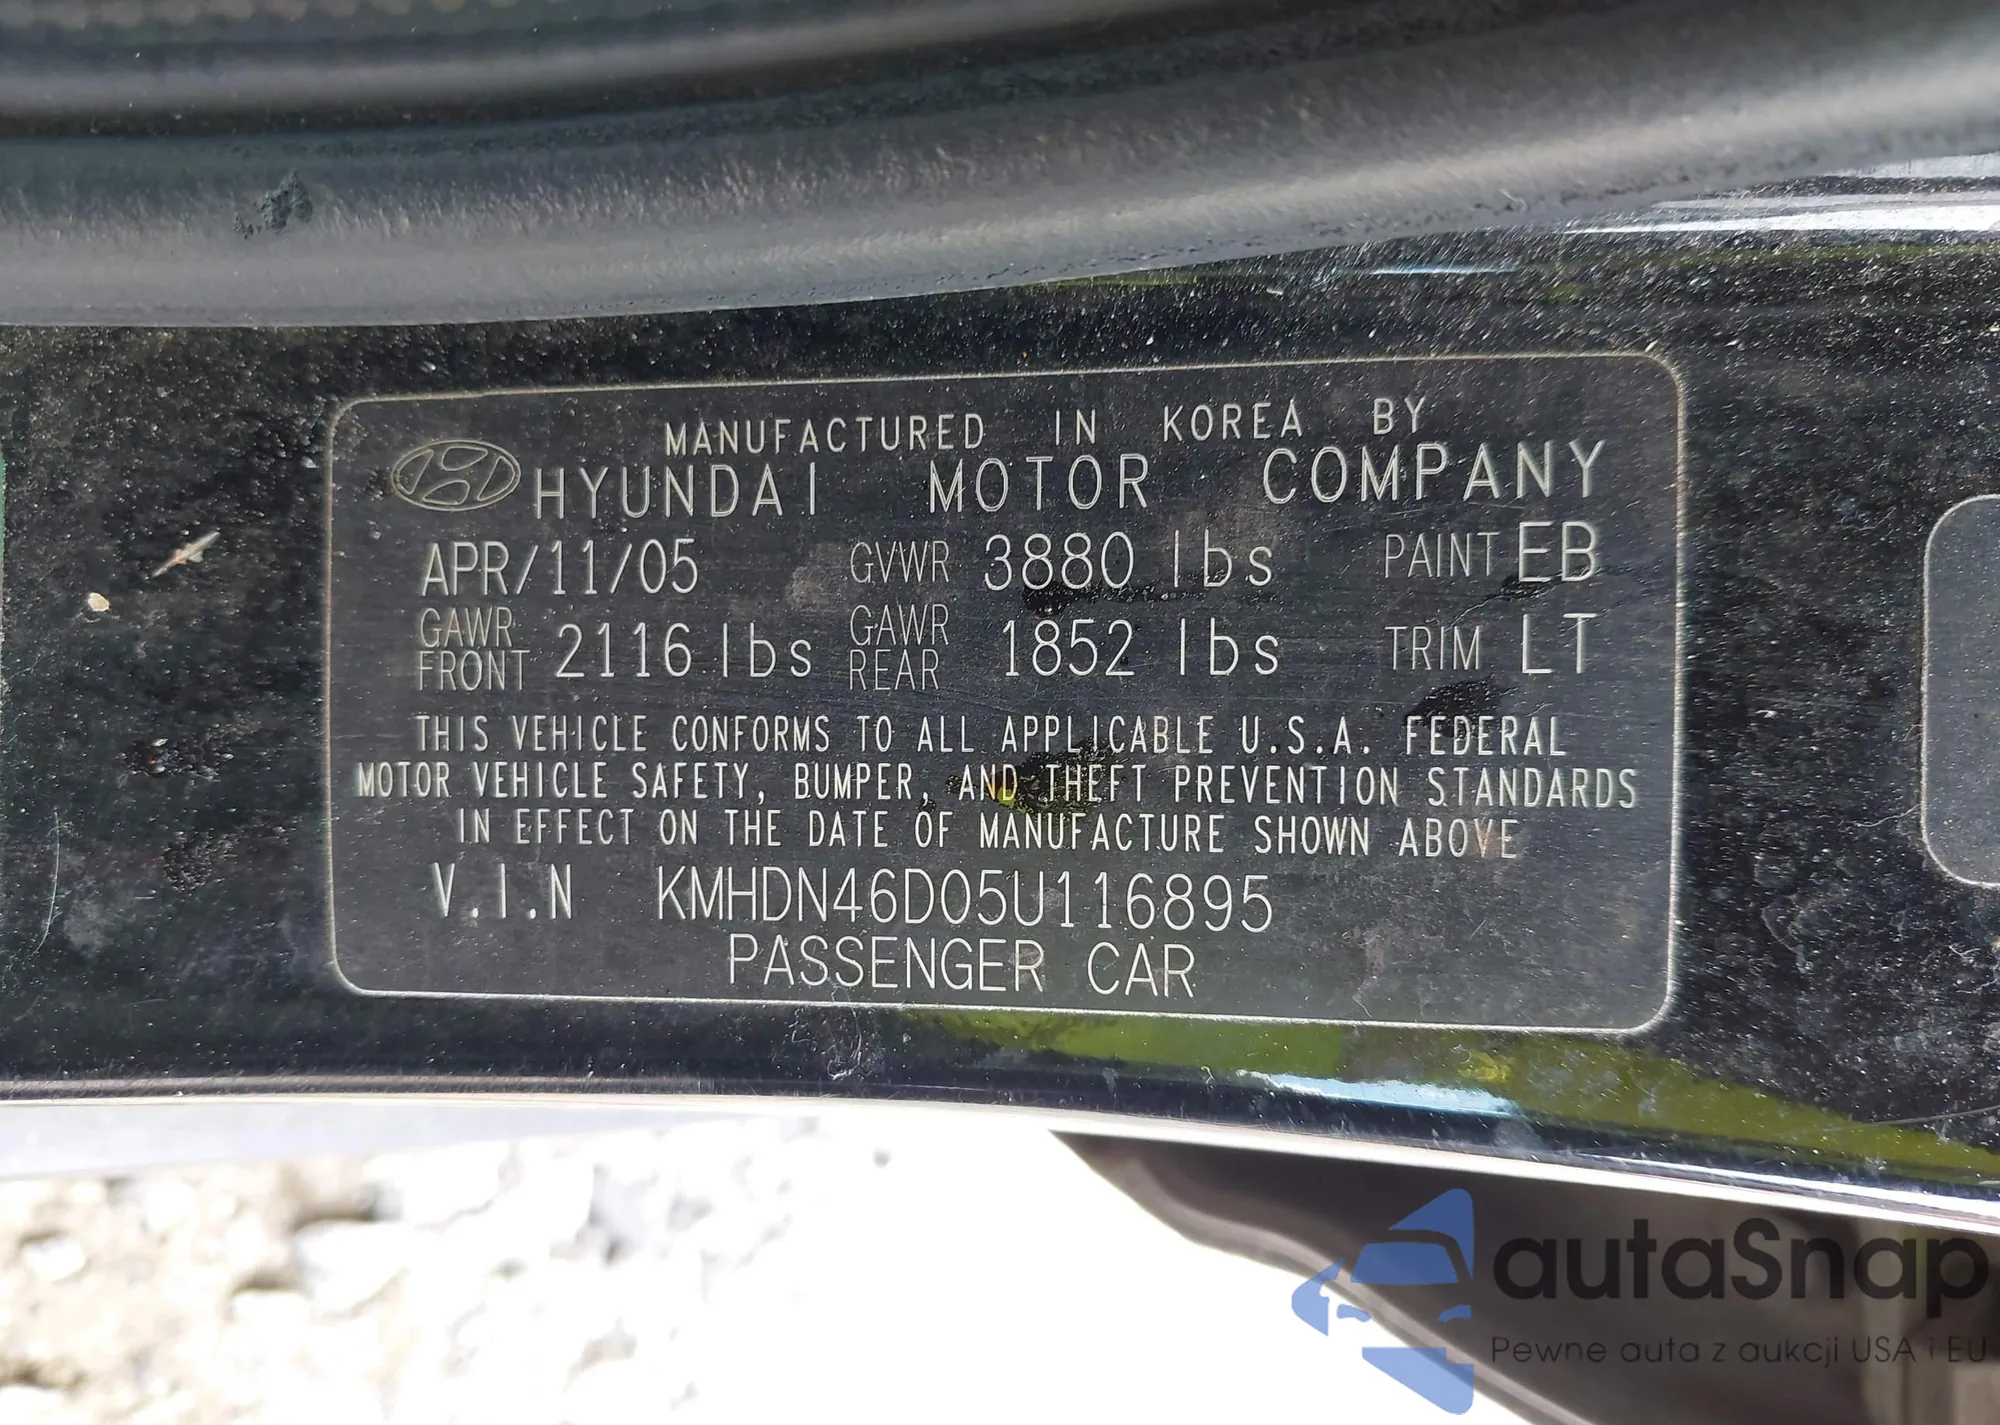 MANUFACTURED IN KOREA BY
HYUNDAI MOTOR COMPANY
APR/11/05 GVWR 3880 lbs PAINT EB
GAWR FRONT 2116 lbs GAWR REAR 1852 lbs TRIM LT
THIS VEHICLE CONFORMS TO ALL APPLICABLE U.S.A. FEDERAL
MOTOR VEHICLE SAFETY, BUMPER, AND THEFT PREVENTION STANDARDS
IN EFFECT ON THE DATE OF MANUFACTURE SHOWN ABOVE
V.I.N KMHDN46D05U116895
PASSENGER CAR
autaSnap
Pewne auta z aukcji USA i EU